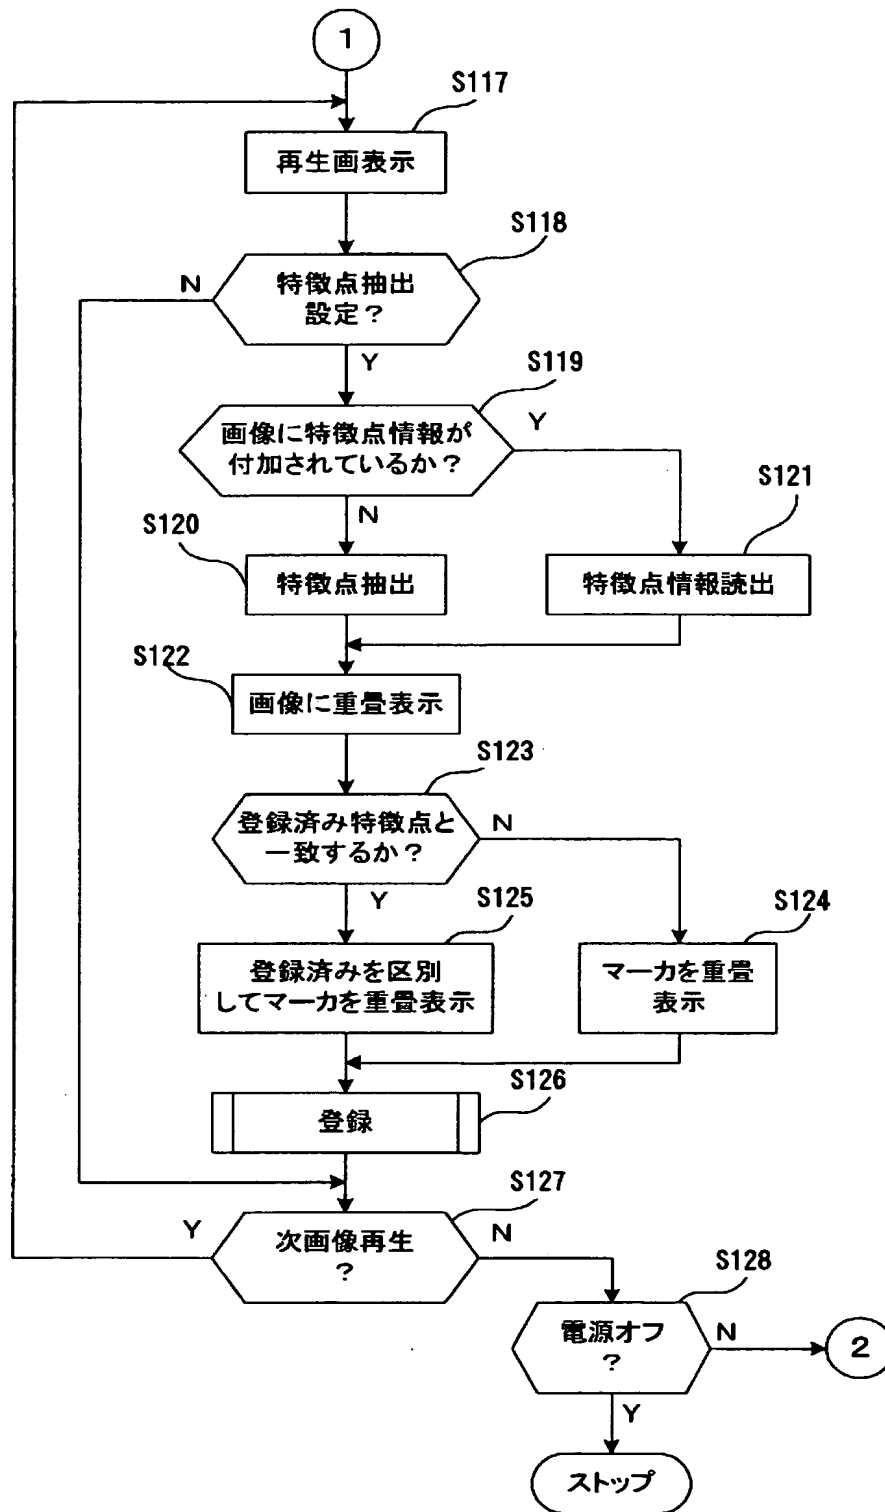 1
S117
再生画表示
S118
N
特徴点抽出
設定？
Y
S119
画像に特徴点情報が
付加されているか？
Y
N
S120
S121
特徴点抽出
特徴点情報読出
S122
画像に重畳表示
S123
登録済み特徴点と
一致するか？
N
Y
S125
S124
登録済みを区別
してマーカを重畳表示
マーカを重畳
表示
S126
登録
S127
Y
次画像再生
？
N
S128
電源オフ
？
N
2
Y
ストップ